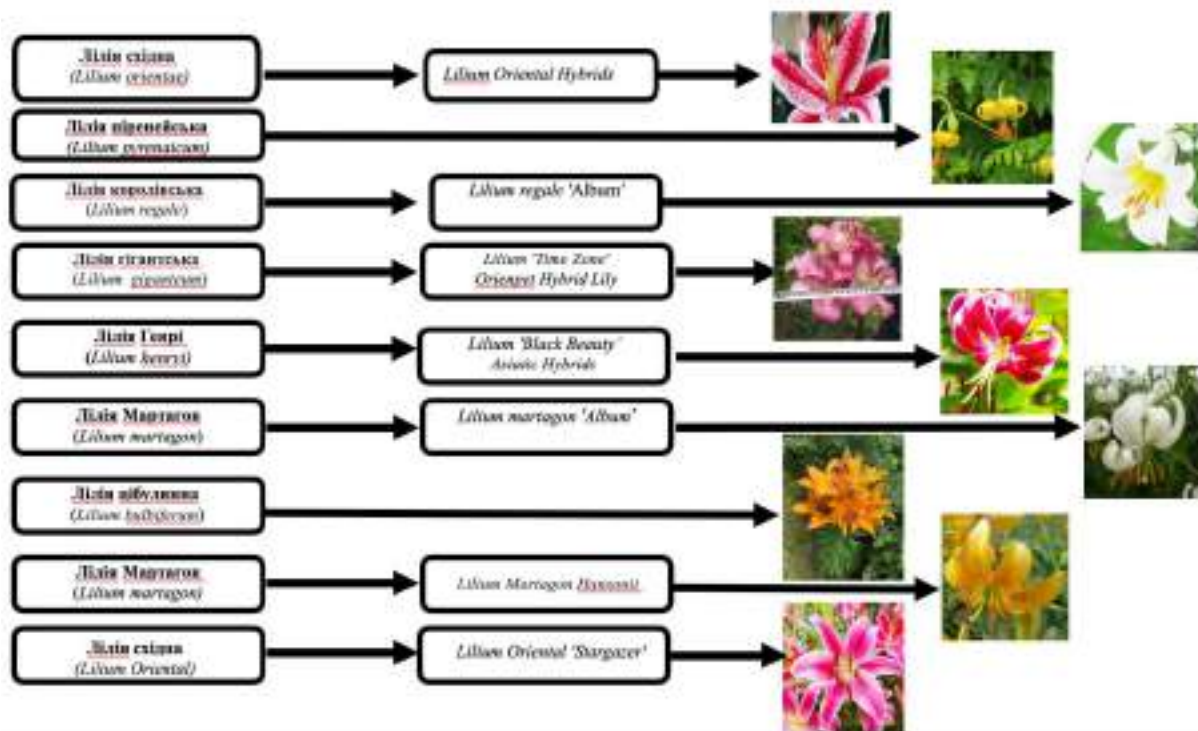 Лілія східна
(Lilium orientae)
Lilium Oriental Hybrids
Лілія піренейська
(Lilium pyrenaicum)
Лілія королівська
(Lilium regale)
Lilium regale 'Album'
Лілія гігантська
(Lilium giganteum)
Lilium 'Time Zone'
Orienpet Hybrid Lily
Лілія Генрі
(Lilium henryi)
Lilium 'Black Beauty'
Asiatic Hybrids
Лілія Мартагон
(Lilium martagon)
Lilium martagon 'Album'
Лілія цибулинна
(Lilium bulbiferum)
Лілія Мартагон
(Lilium martagon)
Lilium Martagon Hansonii
Лілія східна
(Lilium Oriental)
Lilium Oriental 'Stargazer'